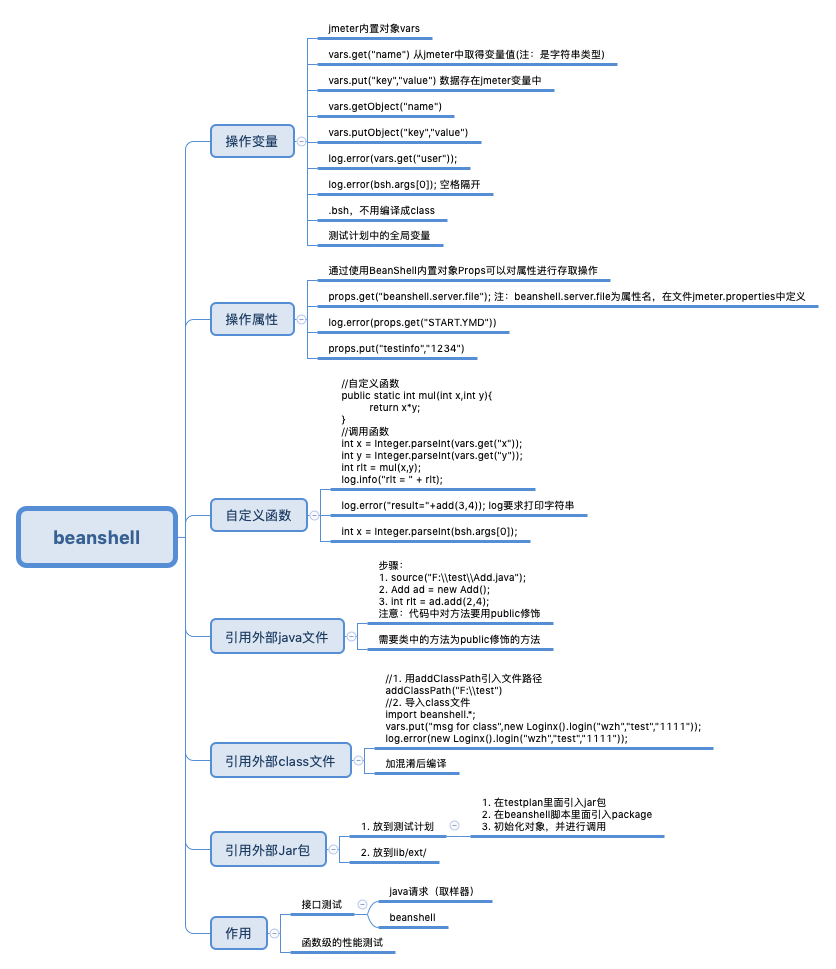 beanshell
操作变量
jmeter内置对象vars
vars.get("name") 从jmeter中取得变量值(注：是字符串类型)
vars.put("key","value") 数据存在jmeter变量中
vars.getObject("name")
vars.putObject("key","value")
log.error(vars.get("user"));
log.error(bsh.args[0]); 空格隔开
.bsh，不用编译成class
测试计划中的全局变量
操作属性
通过使用BeanShell内置对象Props可以对属性进行存取操作
props.get("beanshell.server.file"); 注：beanshell.server.file为属性名，在文件jmeter.properties中定义
log.error(props.get("START.YMD"))
props.put("testinfo","1234")
自定义函数
//自定义函数
public static int mul(int x,int y){
return x*y;
}
//调用函数
int x = Integer.parseInt(vars.get("x"));
int y = Integer.parseInt(vars.get("y"));
int rlt = mul(x,y);
log.info("rlt = " + rlt);
log.error("result="+add(3,4)); log要求打印字符串
int x = Integer.parseInt(bsh.args[0]);
引用外部java文件
步骤：
1. source("F:\\test\\Add.java");
2. Add ad = new Add();
3. int rlt = ad.add(2,4);
注意：代码中对方法要用public修饰
需要类中的方法为public修饰的方法
引用外部class文件
//1. 用addClassPath引入文件路径
addClassPath("F:\\test")
//2. 导入class文件
import beanshell.*;
vars.put("msg for class",new Loginx().login("wzh","test","1111"));
log.error(new Loginx().login("wzh","test","1111"));
加混淆后编译
引用外部Jar包
1. 放到测试计划
1. 在testplan里面引入jar包
2. 在beanshell脚本里面引入package
3. 初始化对象，并进行调用
2. 放到lib/ext/
作用
接口测试
java请求（取样器）
beanshell
函数级的性能测试